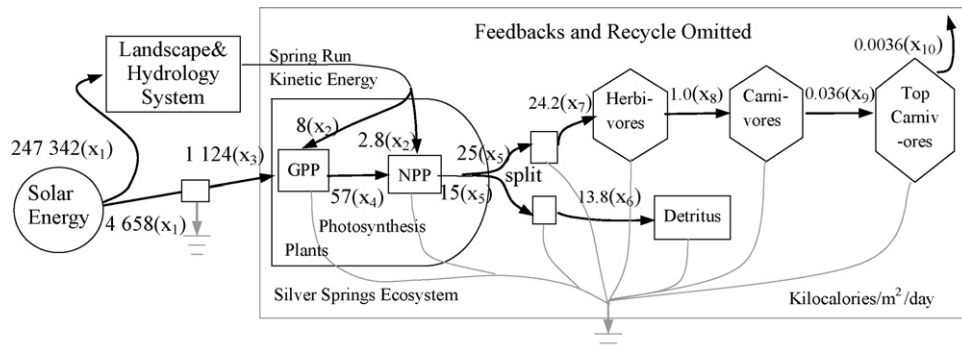 Feedbacks and Recycle Omitted
0.0036(x10)
Landscape&
Hydrology
System
Spring Run
Kinetic Energy
24.2(x7)
Herbi-
vores
1.0(x8)
Carni-
vores
0.036(x9)
Top
Carniv
-ores
247 342(x1)
1 124(x3)
8(x2)
2.8(x2)
25(x5)
split
Solar
Energy
GPP
NPP
57(x4)
15(x5)
13.8(x6)
Detritus
4 658(x1)
Photosynthesis
Plants
Silver Springs Ecosystem
Kilocalories/m²/day